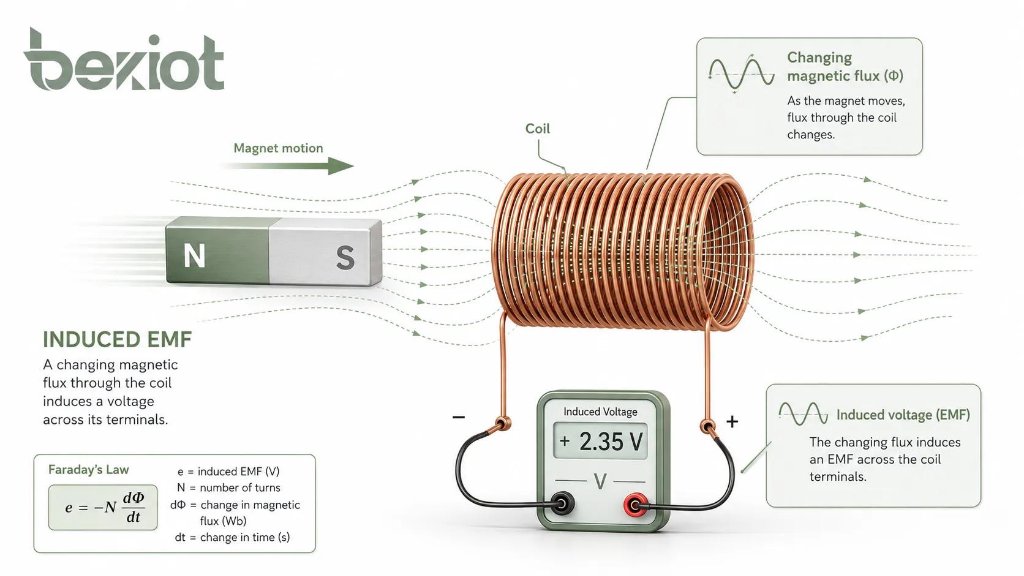 bexiot
Changing
magnetic flux (Φ)
As the magnet moves,
flux through the coil
changes.
Coil
Magnet motion
N
S
INDUCED EMF
A changing magnetic
flux through the coil
induces a voltage
across its terminals.
Faraday's Law
e = −N dΦ/dt
e = induced EMF (V)
N = number of turns
dΦ = change in magnetic
flux (Wb)
dt = change in time (s)
−
+
Induced Voltage
+ 2.35 V
V
Induced voltage (EMF)
The changing flux induces
an EMF across the coil
terminals.